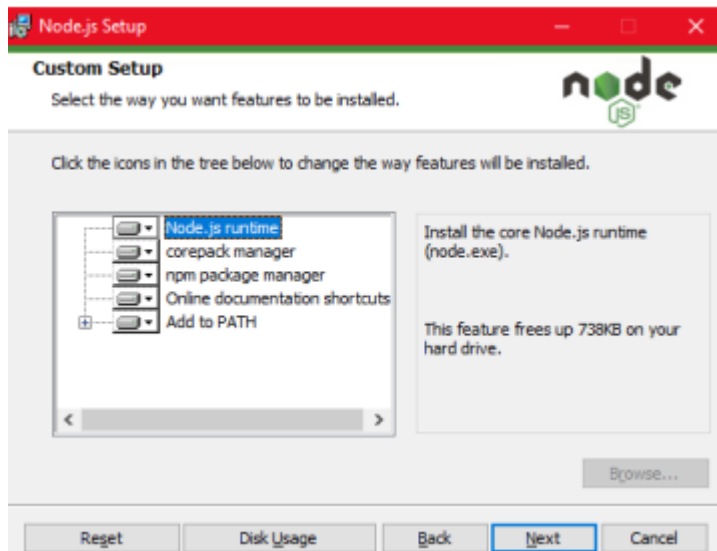 Node.js Setup
Custom Setup
Select the way you want features to be installed.
node
JS
Click the icons in the tree below to change the way features will be installed.
Node.js runtime
corepack manager
npm package manager
Online documentation shortcuts
Add to PATH
Install the core Node.js runtime
(node.exe).
This feature frees up 738KB on your
hard drive.
Browse...
Reset
Disk Usage
Back
Next
Cancel